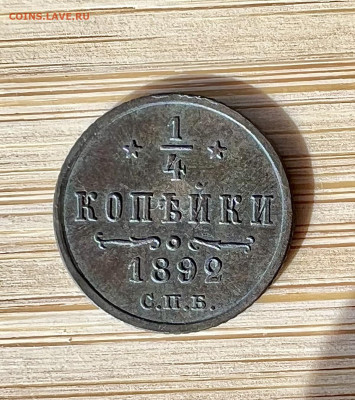 COINS.LAVE.RU
1/4
КОПѢЙКИ
1892
С.П.Б.